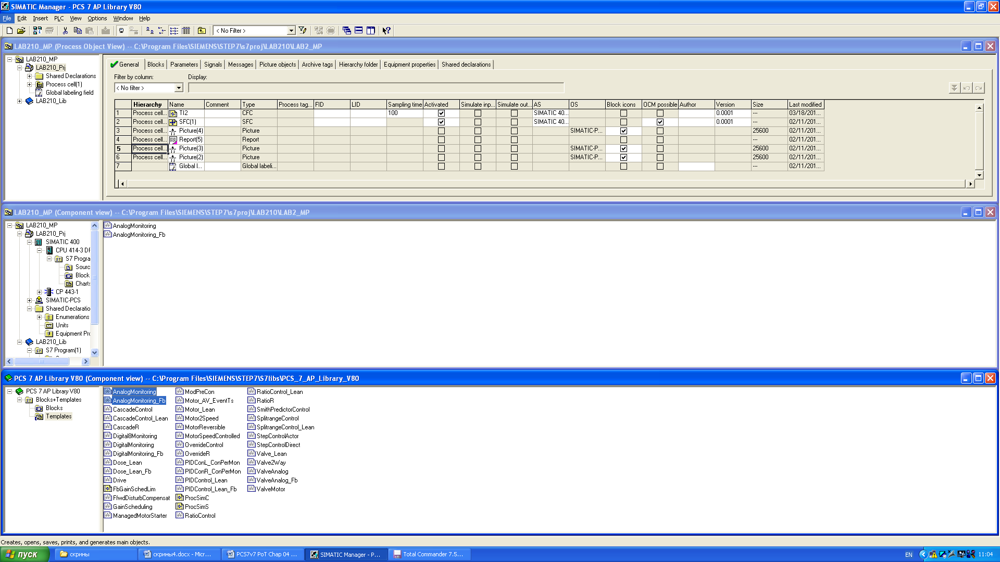 SIMATIC Manager - PCS 7 AP Library V80
File Edit Insert PLC View Options Window Help
< No Filter >
LAB210_MP (Process Object View) -- C:\Program Files\SIEMENS\STEP7\s7proj\LAB210\LAB2_MP
LAB210_MP
LAB210_Prj
Shared Declarations
Process cell(1)
Global labeling field
LAB210_Lib
General Blocks Parameters Signals Messages Picture objects Archive tags Hierarchy folder Equipment properties Shared declarations
Filter by column: Display:
< No filter >
Hierarchy Name Comment Type Process tag... FID LID Sampling time Activated Simulate inp... Simulate out... AS OS Block icons OCM possible Author Version Size Last modified
1 Process cell... TI2 CFC 100 SIMATIC 40... 0.0001 --- 03/18/201...
2 Process cell... SFC(1) SFC SIMATIC 40... 0.0001 --- 02/11/201...
3 Process cell... Picture(4) Picture SIMATIC-P... 25600 02/11/201...
4 Process cell... Report(5) Report --- 02/11/201...
5 Process cell... Picture(3) Picture SIMATIC-P... 25600 02/11/201...
6 Process cell... Picture(2) Picture SIMATIC-P... 25600 02/11/201...
7 Global l... Global labeli... --- 02/11/201...
LAB210_MP (Component view) -- C:\Program Files\SIEMENS\STEP7\s7proj\LAB210\LAB2_MP
LAB210_MP
LAB210_Prj
SIMATIC 400
CPU 414-3 DP
S7 Progra
Sourc
Block
Charts
CP 443-1
SIMATIC-PCS
Shared Declaratio
Enumerations
Units
Equipment Pro
LAB210_Lib
S7 Program(1)
AnalogMonitoring
AnalogMonitoring_Fb
PCS 7 AP Library V80 (Component view) -- C:\Program Files\SIEMENS\STEP7\S7libs\PCS_7_AP_Library_V80
PCS 7 AP Library V80
Blocks+Templates
Blocks
Templates
AnalogMonitoring ModPreCon RatioControl_Lean
AnalogMonitoring_Fb Motor_AV_EventTs RatioR
CascadeControl Motor_Lean SmithPredictorControl
CascadeControl_Lean Motor2Speed SplitrangeControl
CascadeR MotorReversible SplitrangeControl_Lean
Digital8Monitoring MotorSpeedControlled StepControlActor
DigitalMonitoring OverrideControl StepControlDirect
DigitalMonitoring_Fb OverrideR Valve_Lean
Dose_Lean PIDConL_ConPerMon Valve2Way
Dose_Lean_Fb PIDConR_ConPerMon ValveAnalog
Drive PIDControl_Lean ValveAnalog_Fb
FbGainSchedLim PIDControl_Lean_Fb ValveMotor
FfwdDisturbCompensat ProcSimC
GainScheduling ProcSimS
ManagedMotorStarter RatioControl
Creates, opens, saves, prints, and generates main objects.
пуск скрины скрины4.docx - Micr... PCS7v7 PoT Chap 04 ... SIMATIC Manager - P... Total Commander 7.5... EN 11:04